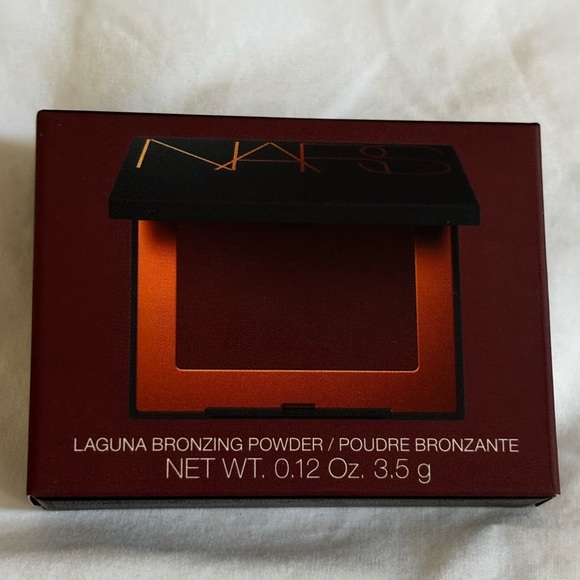 NARS
LAGUNA BRONZING POWDER / POUDRE BRONZANTE
NET WT. 0.12 Oz. 3.5 g